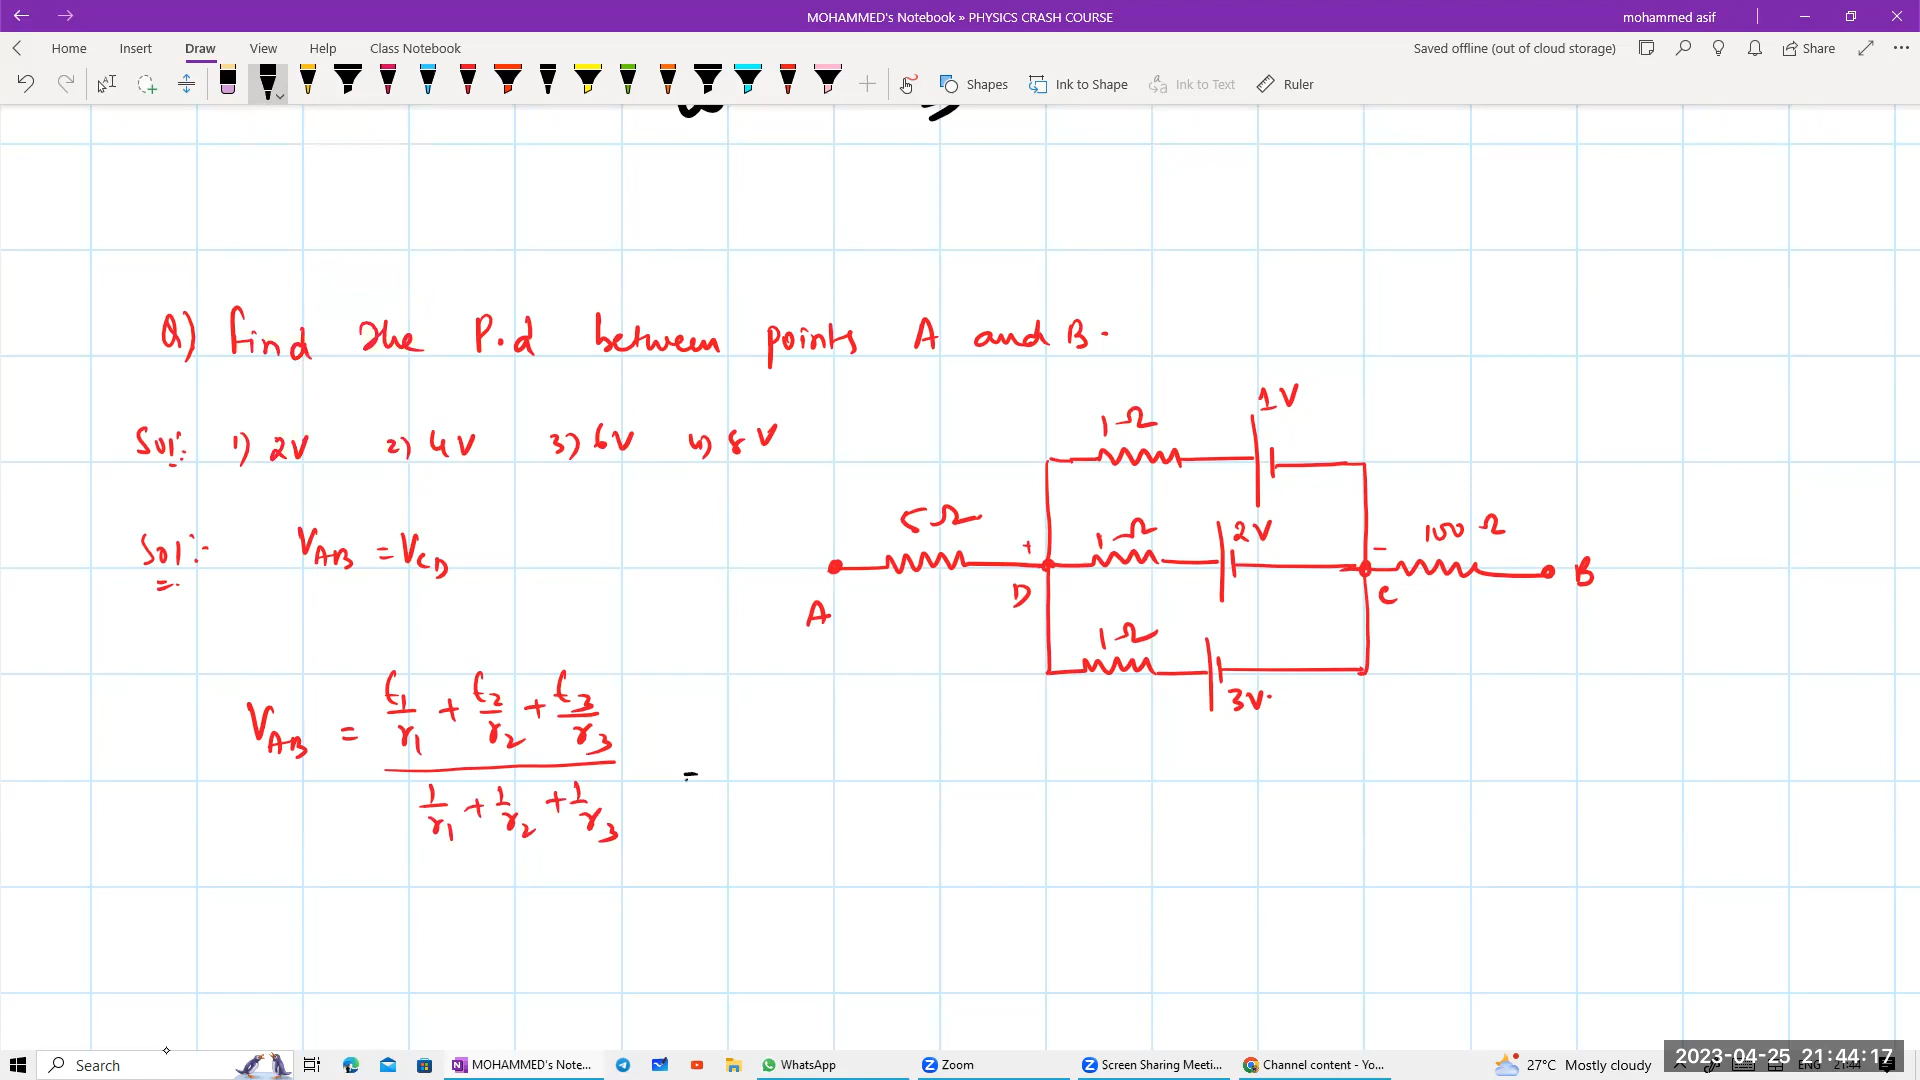 MOHAMMED's Notebook » PHYSICS CRASH COURSE
mohammed asif
Home Insert Draw View Help Class Notebook
Saved offline (out of cloud storage)
Share
Shapes Ink to Shape Ink to Text Ruler
Q) Find the P.d between points A and B.
Sol:- 1) 2V 2) 4V 3) 6V 4) 8V
Sol:- V_AB = V_CD
V_AB = (E1/r1 + E2/r2 + E3/r3) / (1/r1 + 1/r2 + 1/r3) =
1Ω 1V
5Ω 1Ω 2V 100Ω
+ −
A D C B
1Ω 3V.
Search
MOHAMMED's Note...
WhatsApp
Zoom
Screen Sharing Meeti...
Channel content - Yo...
27°C Mostly cloudy
2023-04-25 21:44:17